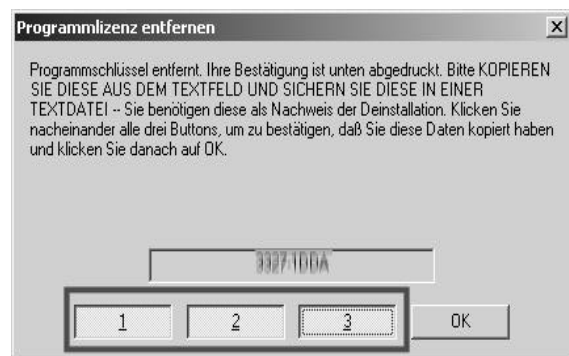 Programmlizenz entfernen
Programmschlüssel entfernt. Ihre Bestätigung ist unten abgedruckt. Bitte KOPIEREN
SIE DIESE AUS DEM TEXTFELD UND SICHERN SIE DIESE IN EINER
TEXTDATEI -- Sie benötigen diese als Nachweis der Deinstallation. Klicken Sie
nacheinander alle drei Buttons, um zu bestätigen, daß Sie diese Daten kopiert haben
und klicken Sie danach auf OK.
1 2 3 OK